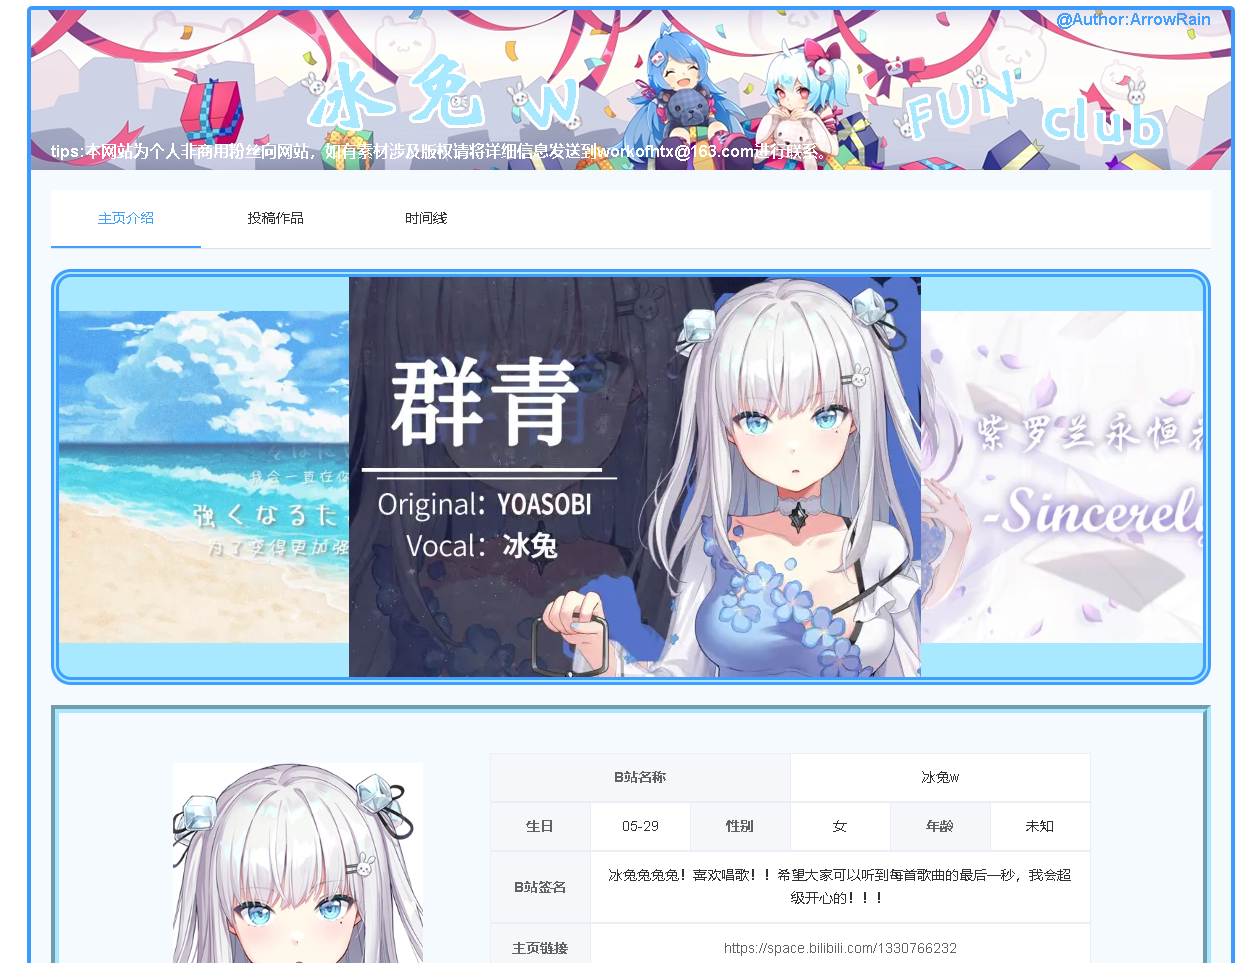 @Author:ArrowRain
冰兔w FUN club
tips:本网站为个人非商用粉丝向网站，如有素材涉及版权请将详细信息发送到workofhtx@163.com进行联系。
主页介绍 投稿作品 时间线
我会一直在你
強くなるた
为了变得更加强
群青
Original：YOASOBI
Vocal：冰兔
紫罗兰永恒
-Sincerely
B站名称 冰兔w
生日 05-29 性别 女 年龄 未知
B站签名 冰兔兔兔兔！喜欢唱歌！！希望大家可以听到每首歌曲的最后一秒，我会超
级开心的！！！
主页链接 https://space.bilibili.com/1330766232